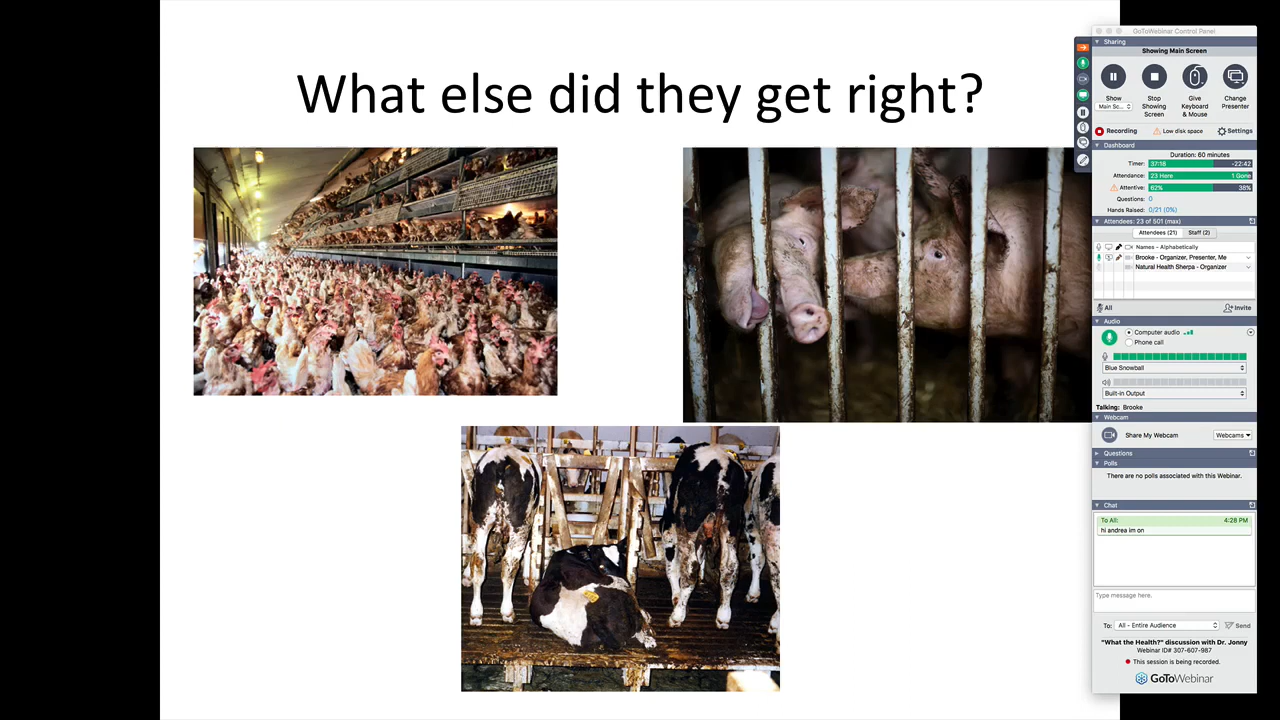 What else did they get right?
GoToWebinar Control Panel
Sharing
Showing Main Screen
Show
Main Sc...
Stop
Showing
Screen
Give
Keyboard
& Mouse
Change
Presenter
Recording
Low disk space
Settings
Dashboard
Duration: 60 minutes
Timer: 37:18 -22:42
Attendance: 23 Here 1 Gone
Attentive: 62% 38%
Questions: 0
Hands Raised: 0/21 (0%)
Attendees: 23 of 501 (max)
Attendees (21) Staff (2)
Names - Alphabetically
Brooke - Organizer, Presenter, Me
Natural Health Sherpa - Organizer
All Invite
Audio
Computer audio
Phone call
Blue Snowball
Built-in Output
Talking: Brooke
Webcam
Share My Webcam Webcams
Questions
Polls
There are no polls associated with this Webinar.
Chat
To All: 4:28 PM
hi andrea im on
Type message here.
To: All - Entire Audience Send
"What the Health?" discussion with Dr. Jonny
Webinar ID# 307-607-987
This session is being recorded.
GoToWebinar